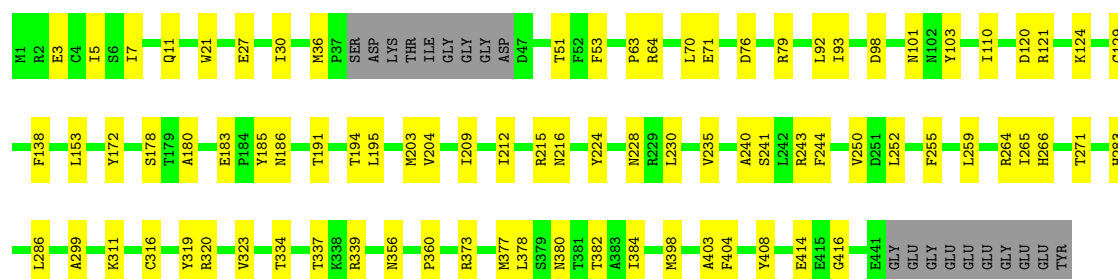 M1 R2 E3 C4 I5 S6 I7 Q11 W21 E27 I30 M36 P37 SER ASP LYS THR ILE GLY GLY ASP D47 T51 F52 F53 P63 R64 L70 E71 D76 R79 L92 I93 D98 N101 N102 Y103 I110 D120 R121 K124 C129
F138 L153 Y172 S178 T179 A180 E183 P184 Y185 N186 T191 T194 L195 M203 V204 I209 I212 R215 N216 Y224 N228 R229 L230 V235 A240 S241 L242 R243 F244 V250 D251 L252 F255 L259 R264 I265 H266 T271 H283
L286 A299 K311 C316 Y319 R320 V323 T334 T337 K338 R339 N356 P360 R373 M377 L378 S379 N380 T381 T382 A383 I384 M398 A403 F404 Y408 E414 E415 G416 E441 GLY GLU GLY GLU GLU GLU GLY GLU GLU TYR